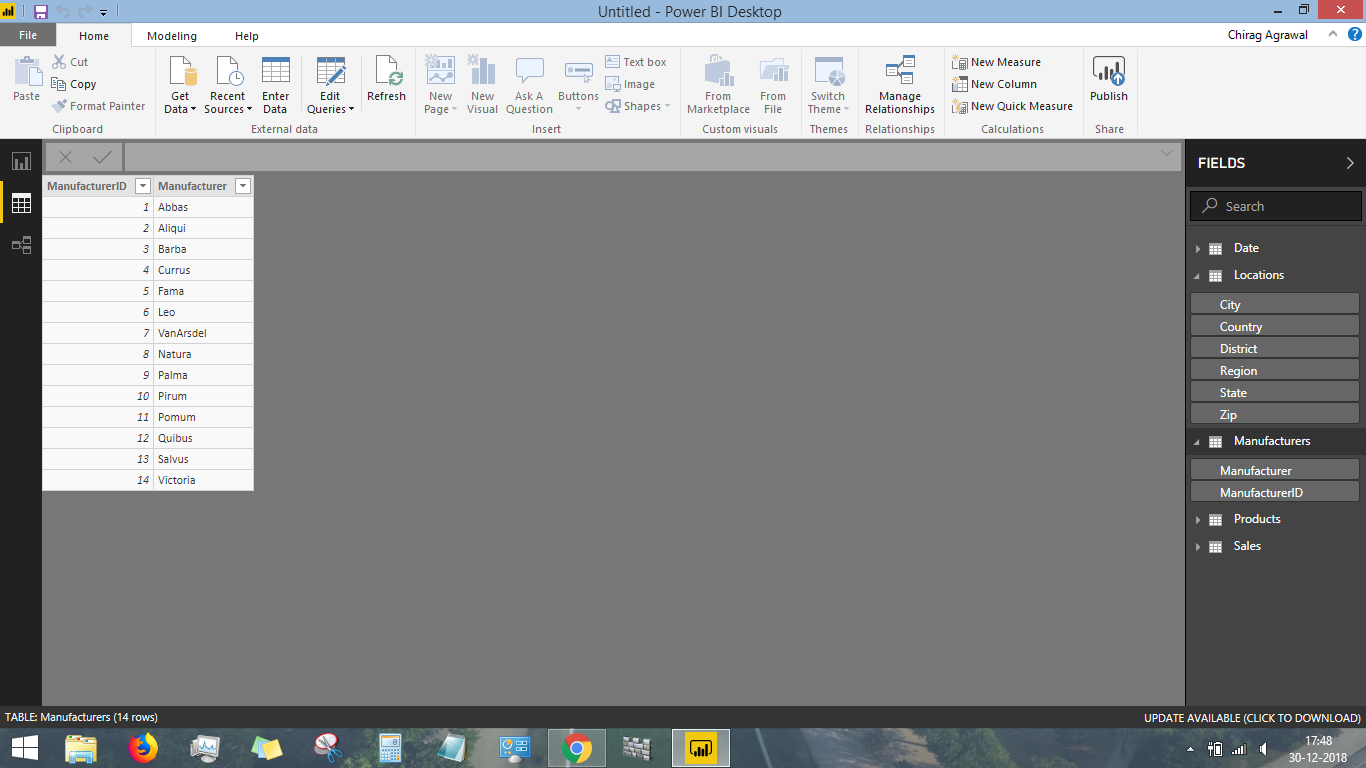 Untitled - Power BI Desktop
File Home Modeling Help
Chirag Agrawal
Paste
Cut
Copy
Format Painter
Clipboard
Get Data
Recent Sources
Enter Data
Edit Queries
Refresh
External data
New Page
New Visual
Ask A Question
Buttons
Text box
Image
Shapes
Insert
From Marketplace
From File
Custom visuals
Switch Theme
Themes
Manage Relationships
Relationships
New Measure
New Column
New Quick Measure
Calculations
Publish
Share
ManufacturerID Manufacturer
1 Abbas
2 Aliqui
3 Barba
4 Currus
5 Fama
6 Leo
7 VanArsdel
8 Natura
9 Palma
10 Pirum
11 Pomum
12 Quibus
13 Salvus
14 Victoria
FIELDS
Search
Date
Locations
City
Country
District
Region
State
Zip
Manufacturers
Manufacturer
ManufacturerID
Products
Sales
TABLE: Manufacturers (14 rows)
UPDATE AVAILABLE (CLICK TO DOWNLOAD)
17:48
30-12-2018